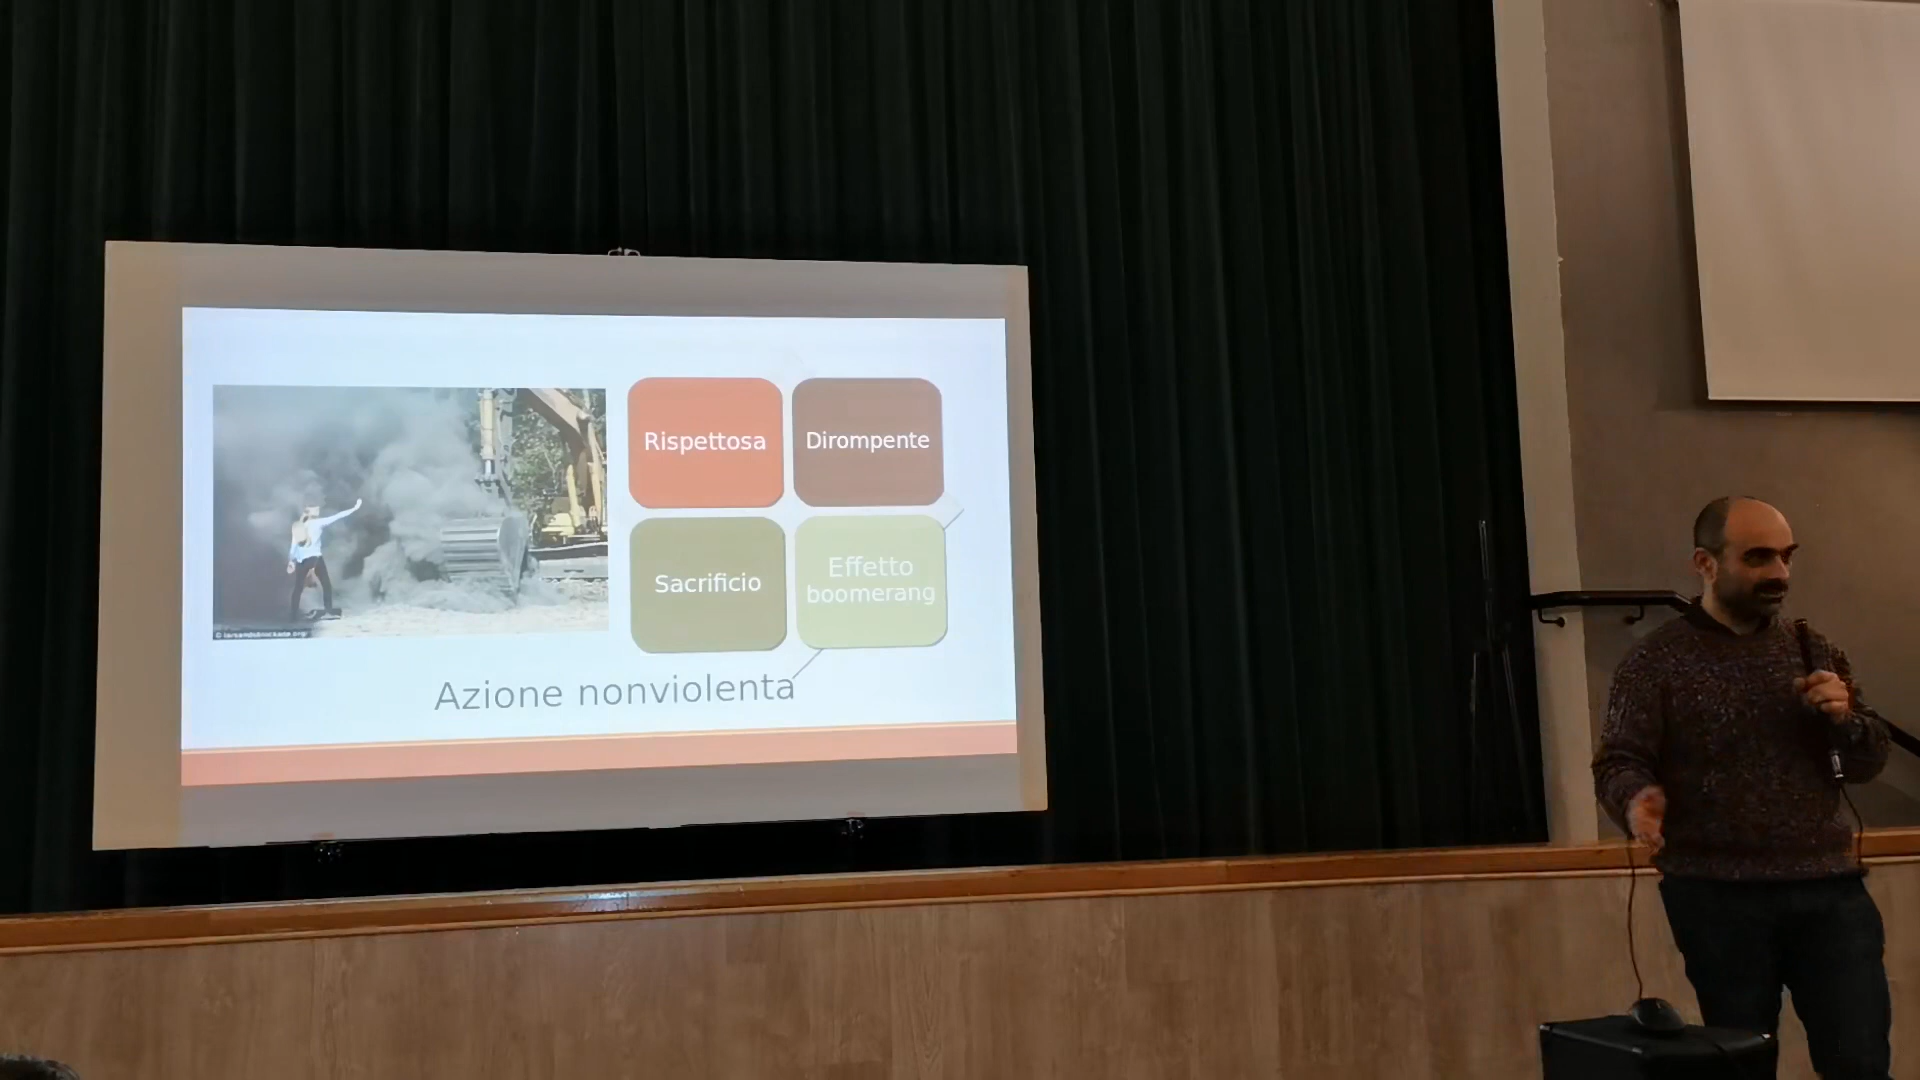 Rispettosa
Dirompente
Sacrificio
Effetto
boomerang
Azione nonviolenta